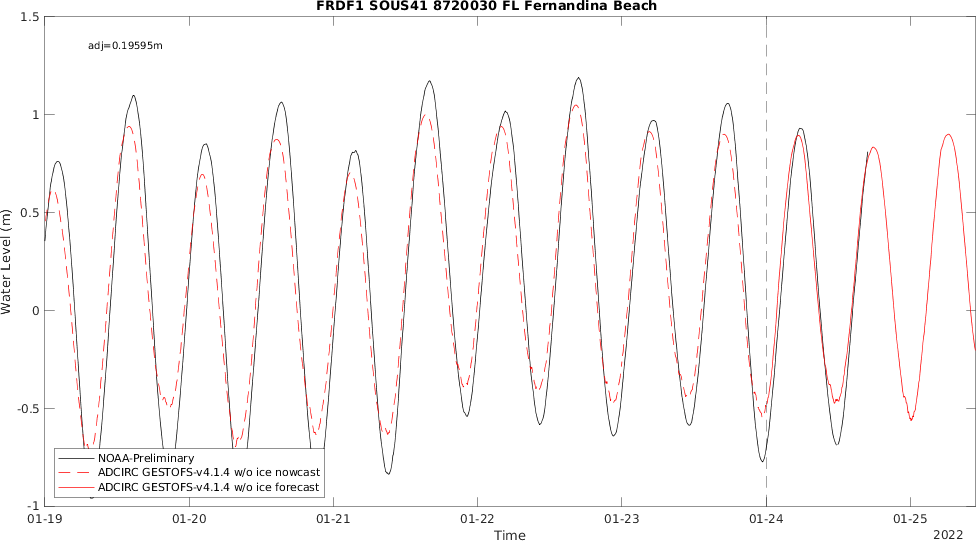 FRDF1 SOUS41 8720030 FL Fernandina Beach
1.5
adj=0.19595m
1
0.5
0
-0.5
-1
Water Level (m)
NOAA-Preliminary
ADCIRC GESTOFS-v4.1.4 w/o ice nowcast
ADCIRC GESTOFS-v4.1.4 w/o ice forecast
01-19 01-20 01-21 01-22 01-23 01-24 01-25
Time
2022